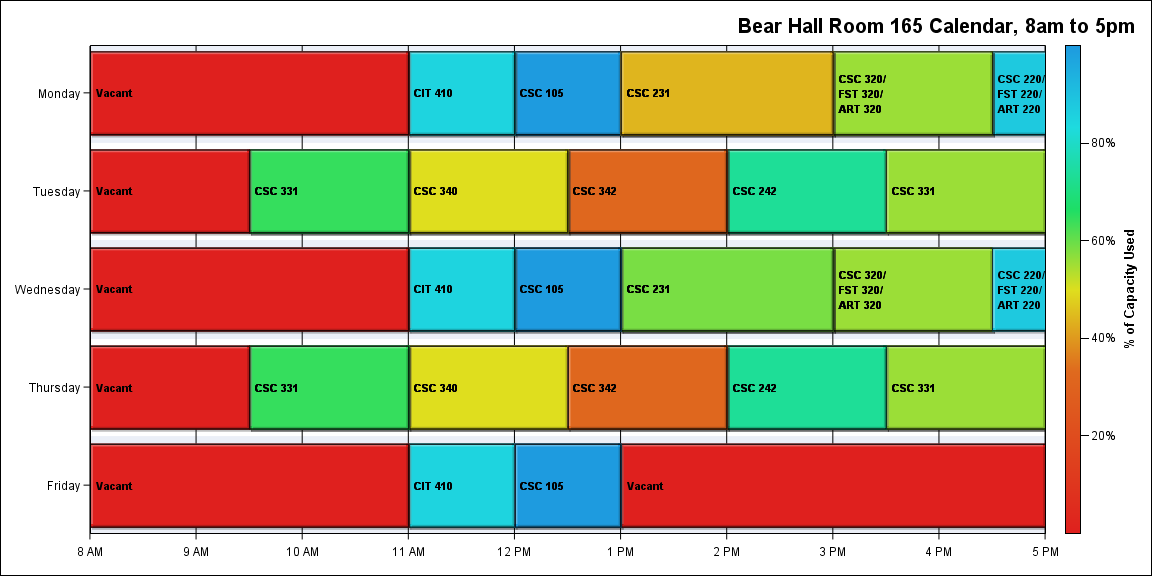 Bear Hall Room 165 Calendar, 8am to 5pm
Monday
Vacant
CIT 410
CSC 105
CSC 231
CSC 320/
FST 320/
ART 320
CSC 220/
FST 220/
ART 220
Tuesday
Vacant
CSC 331
CSC 340
CSC 342
CSC 242
CSC 331
Wednesday
Vacant
CIT 410
CSC 105
CSC 231
CSC 320/
FST 320/
ART 320
CSC 220/
FST 220/
ART 220
Thursday
Vacant
CSC 331
CSC 340
CSC 342
CSC 242
CSC 331
Friday
Vacant
CIT 410
CSC 105
Vacant
8 AM
9 AM
10 AM
11 AM
12 PM
1 PM
2 PM
3 PM
4 PM
5 PM
80%
60%
40%
20%
% of Capacity Used